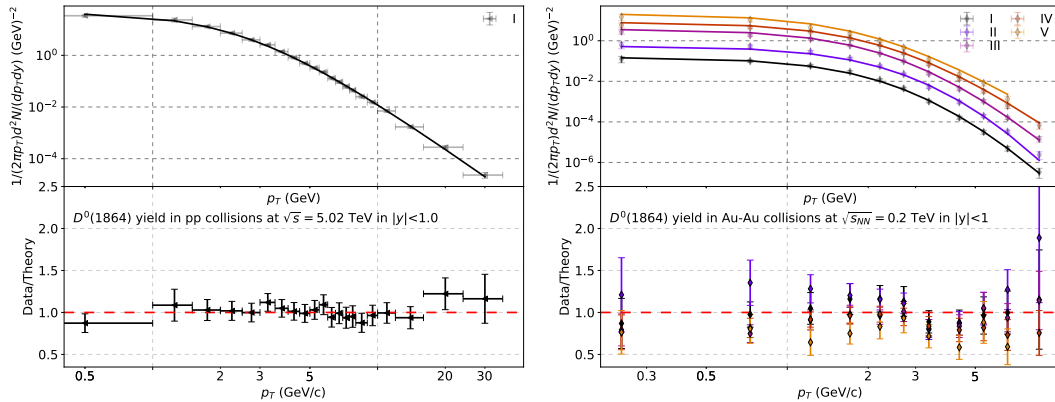 1/(2πp_T)d²N/(dp_Tdy) (GeV)⁻²
10⁰
10⁻²
10⁻⁴
I
p_T (GeV)
2.5
2.0
1.5
1.0
0.5
Data/Theory
D⁰(1864) yield in pp collisions at √s = 5.02 TeV in |y|<1.0
0.5 1 2 3 5 10 20 30
p_T (GeV/c)
1/(2πp_T)d²N/(dp_Tdy) (GeV)⁻²
10⁰
10⁻²
10⁻⁴
10⁻⁶
I IV
II V
III
p_T (GeV)
2.5
2.0
1.5
1.0
0.5
Data/Theory
D⁰(1864) yield in Au-Au collisions at √s_NN = 0.2 TeV in |y|<1
0.3 0.5 1 2 3 5
p_T (GeV/c)